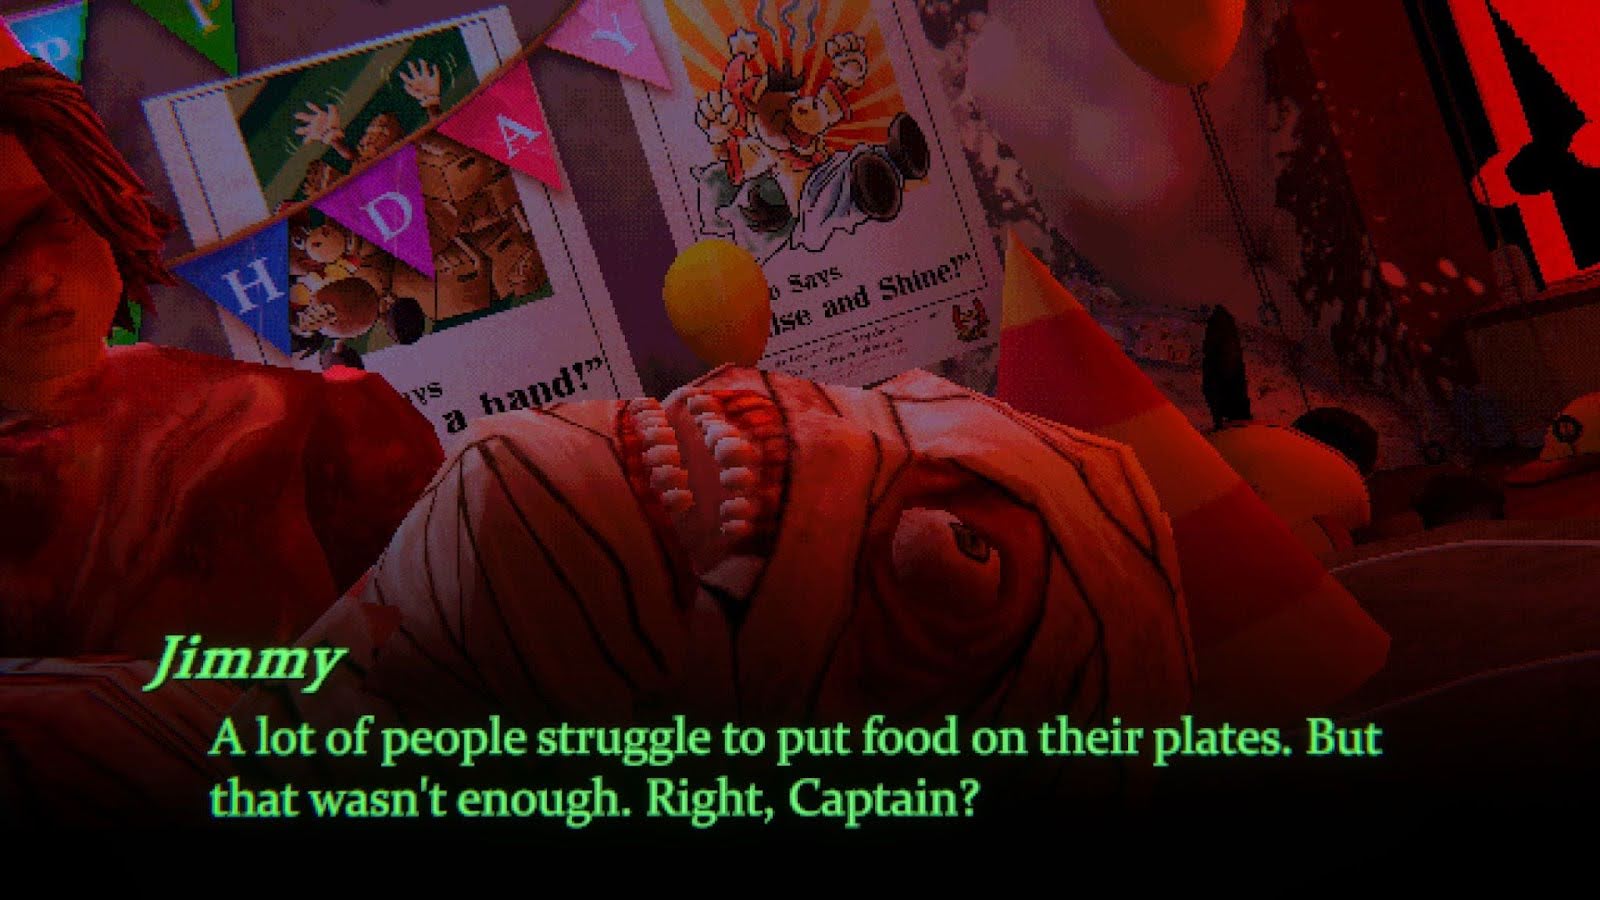 P
Y
A
D
H
Says
ise and Shine!"
ys
a hand!"
Jimmy
A lot of people struggle to put food on their plates. But
that wasn't enough. Right, Captain?